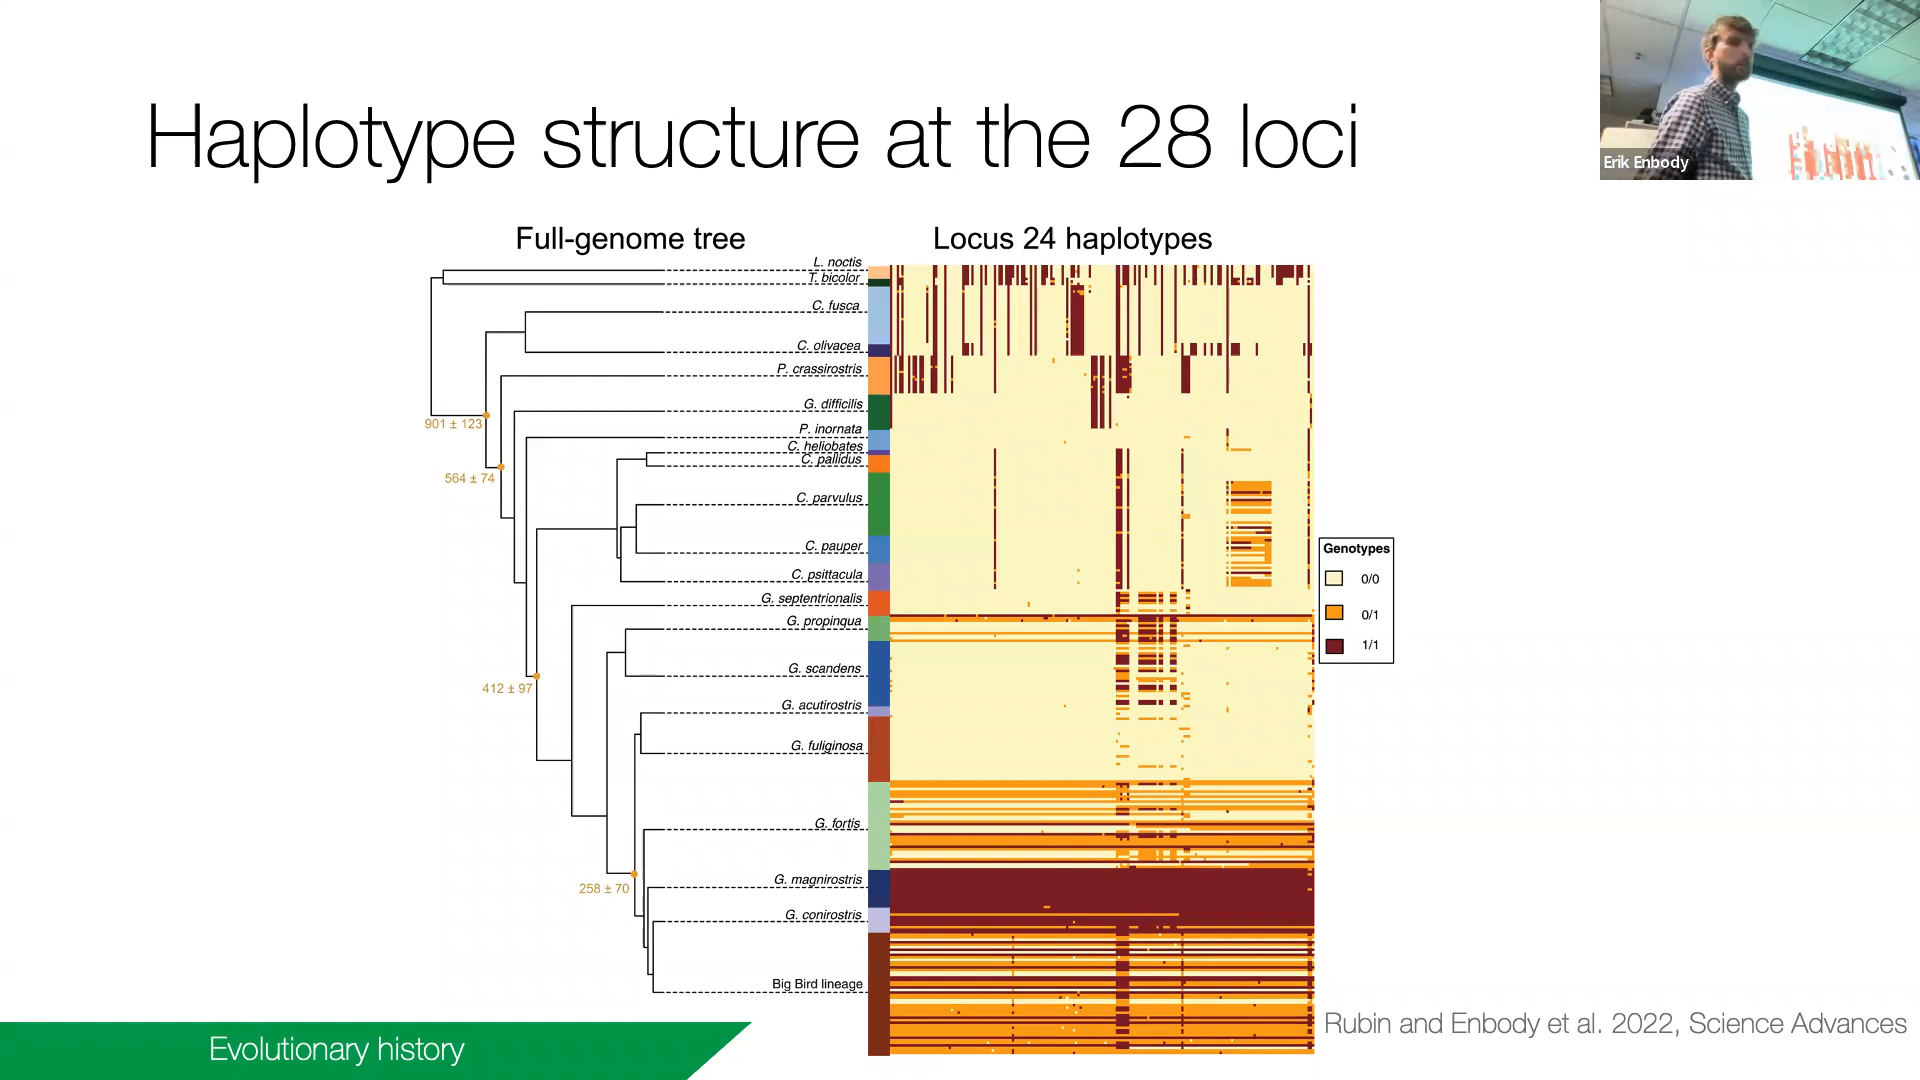 Haplotype structure at the 28 loci
Erik Enbody
Full-genome tree
Locus 24 haplotypes
L. noctis
T. bicolor
C. fusca
C. olivacea
P. crassirostris
G. difficilis
901 ± 123
P. inornata
C. heliobates
C. pallidus
564 ± 74
C. parvulus
C. pauper
C. psittacula
G. septentrionalis
G. propinqua
G. scandens
412 ± 97
G. acutirostris
G. fuliginosa
G. fortis
G. magnirostris
258 ± 70
G. conirostris
Big Bird lineage
Genotypes
0/0
0/1
1/1
Rubin and Enbody et al. 2022, Science Advances
Evolutionary history